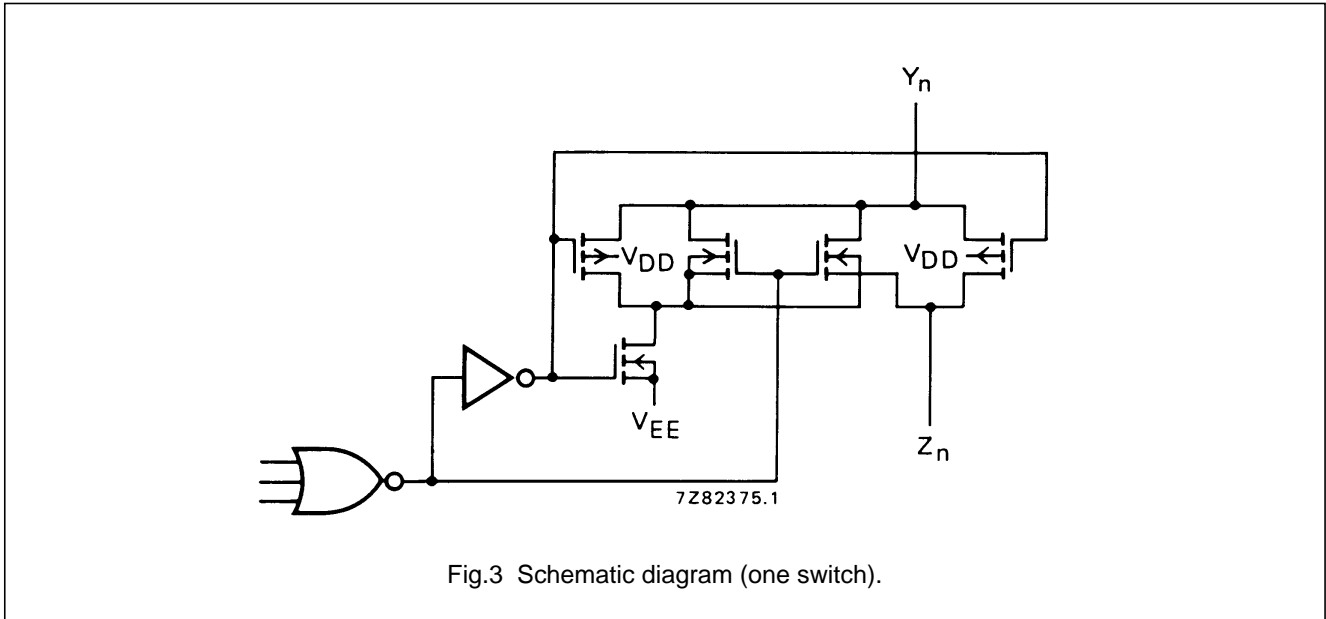 Yn
VDD VDD
VEE
Zn
7Z82375.1
Fig.3 Schematic diagram (one switch).